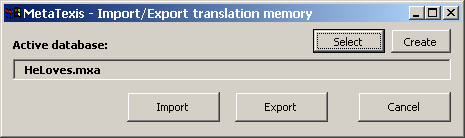 MetaTexis - Import/Export translation memory
Active database: Select Create
HeLoves.mxa
Import Export Cancel